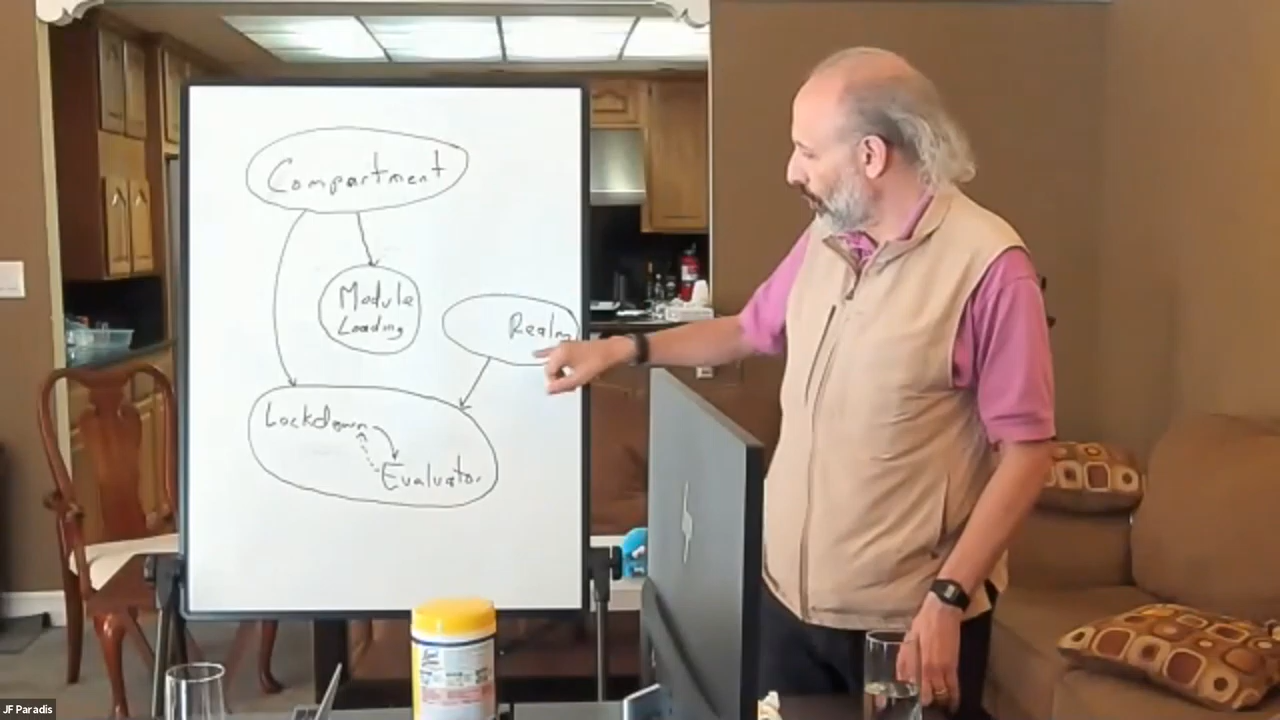 Compartment
Module
Loading
Realm
Lockdown
Evaluator
JF Paradis